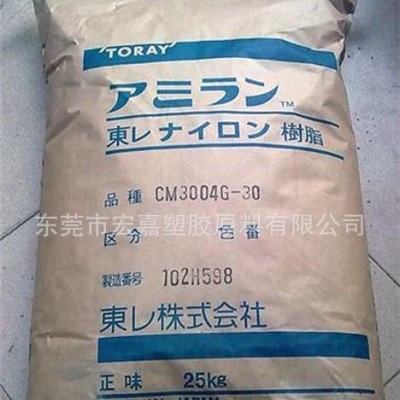 TORAY
アミラン™
東レナイロン樹脂
品種 CM3004G-30
东莞市宏嘉塑胶原料有限公司
区分 色番
製造番号 102H598
東レ株式会社
正味 25kg
JAPAN